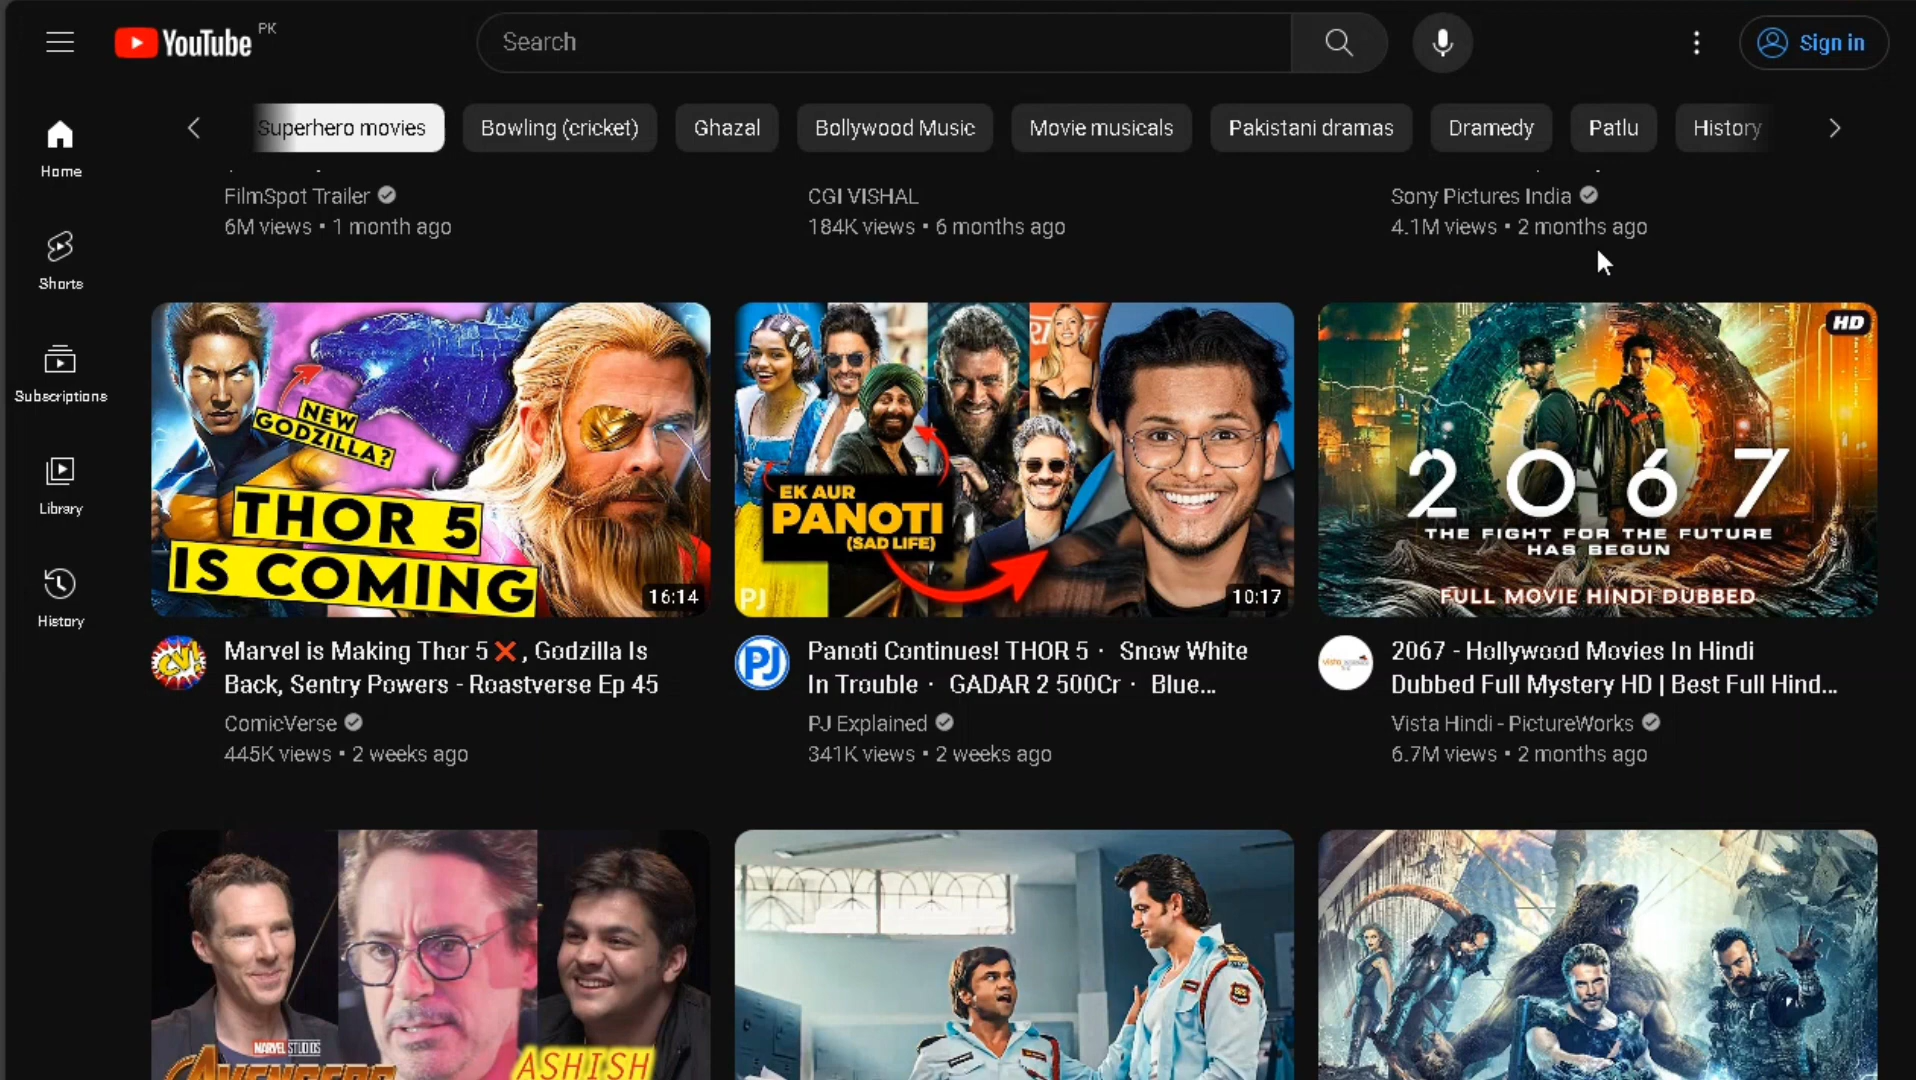 YouTube PK
Search
Sign in
Superhero movies
Bowling (cricket)
Ghazal
Bollywood Music
Movie musicals
Pakistani dramas
Dramedy
Patlu
History
Home
Shorts
Subscriptions
Library
History
FilmSpot Trailer
6M views • 1 month ago
CGI VISHAL
184K views • 6 months ago
Sony Pictures India
4.1M views • 2 months ago
NEW
GODZILLA?
THOR 5
IS COMING
16:14
EK AUR
PANOTI
(SAD LIFE)
PJ
10:17
HD
2067
THE FIGHT FOR THE FUTURE
HAS BEGUN
FULL MOVIE HINDI DUBBED
Marvel is Making Thor 5❌, Godzilla Is
Back, Sentry Powers - Roastverse Ep 45
ComicVerse
445K views • 2 weeks ago
PJ
Panoti Continues! THOR 5 · Snow White
In Trouble · GADAR 2 500Cr · Blue...
PJ Explained
341K views • 2 weeks ago
2067 - Hollywood Movies In Hindi
Dubbed Full Mystery HD | Best Full Hind...
Vista Hindi - PictureWorks
6.7M views • 2 months ago
MARVEL STUDIOS
AVENGERS
ASHISH